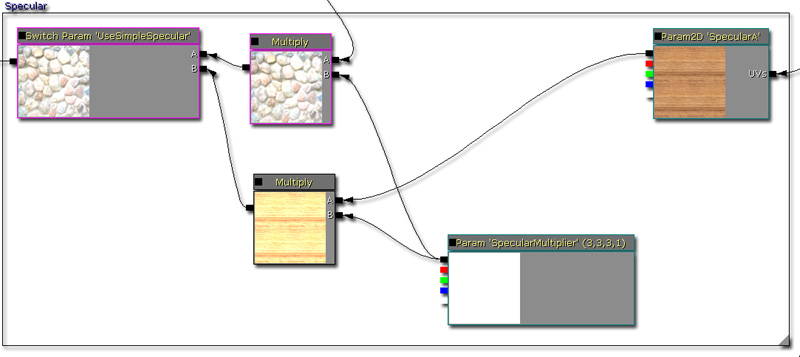 Specular
Switch Param 'UseSimpleSpecular'
A
B
Multiply
A
B
Param2D 'SpecularA'
UVs
Multiply
A
B
Param 'SpecularMultiplier' (3,3,3,1)